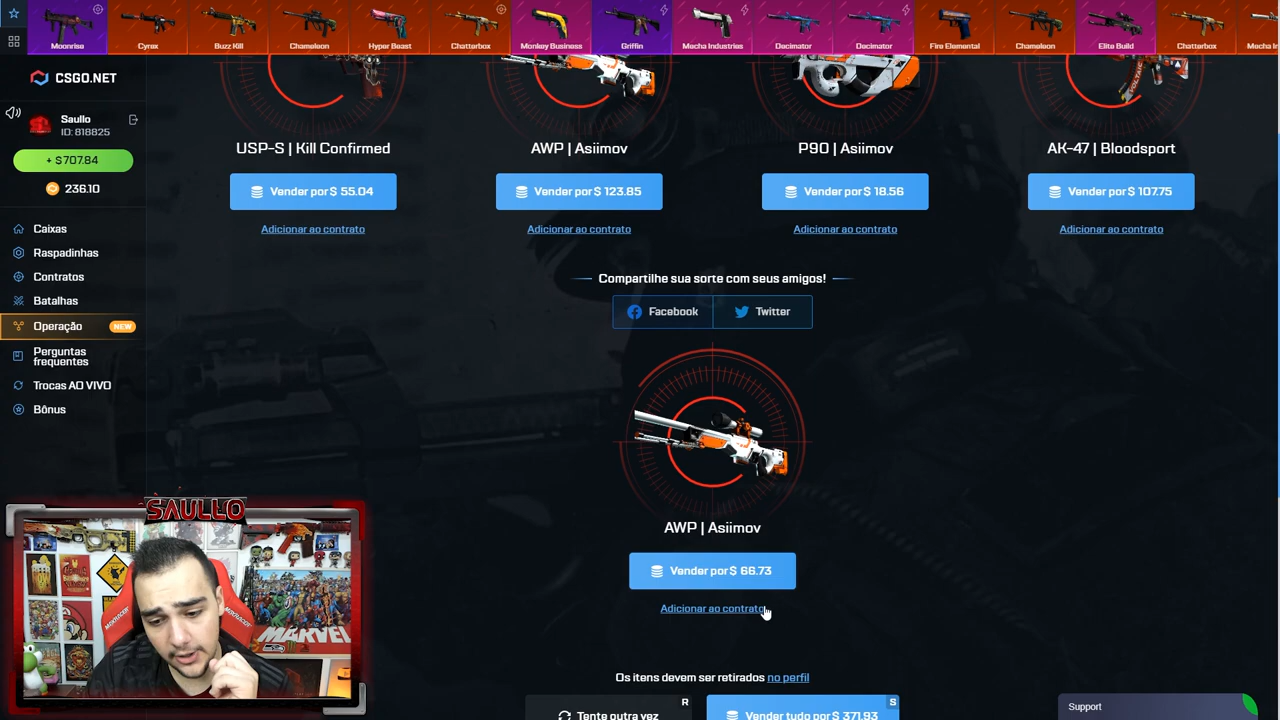 Moonrise
Cyrex
Buzz Kill
Chameleon
Hyper Beast
Chatterbox
Monkey Business
Griffin
Mecha Industries
Decimator
Decimator
Fire Elemental
Chameleon
Elite Build
Chatterbox
Mecha In
CSGO.NET
Saullo
ID: 818825
+ $707.84
236.10
Caixas
Raspadinhas
Contratos
Batalhas
Operação NEW
Perguntas
frequentes
Trocas AO VIVO
Bônus
USP-S | Kill Confirmed
AWP | Asiimov
P90 | Asiimov
AK-47 | Bloodsport
Vender por $ 55.04
Vender por $ 123.85
Vender por $ 18.56
Vender por $ 107.75
Adicionar ao contrato
Adicionar ao contrato
Adicionar ao contrato
Adicionar ao contrato
Compartilhe sua sorte com seus amigos!
Facebook
Twitter
AWP | Asiimov
Vender por $ 66.73
Adicionar ao contrato
Os itens devem ser retirados no perfil
Tente outra vez R
Vender tudo por $ 371.93 S
Support
SAULLO
MAXRACER
MAXRACER
MARVEL